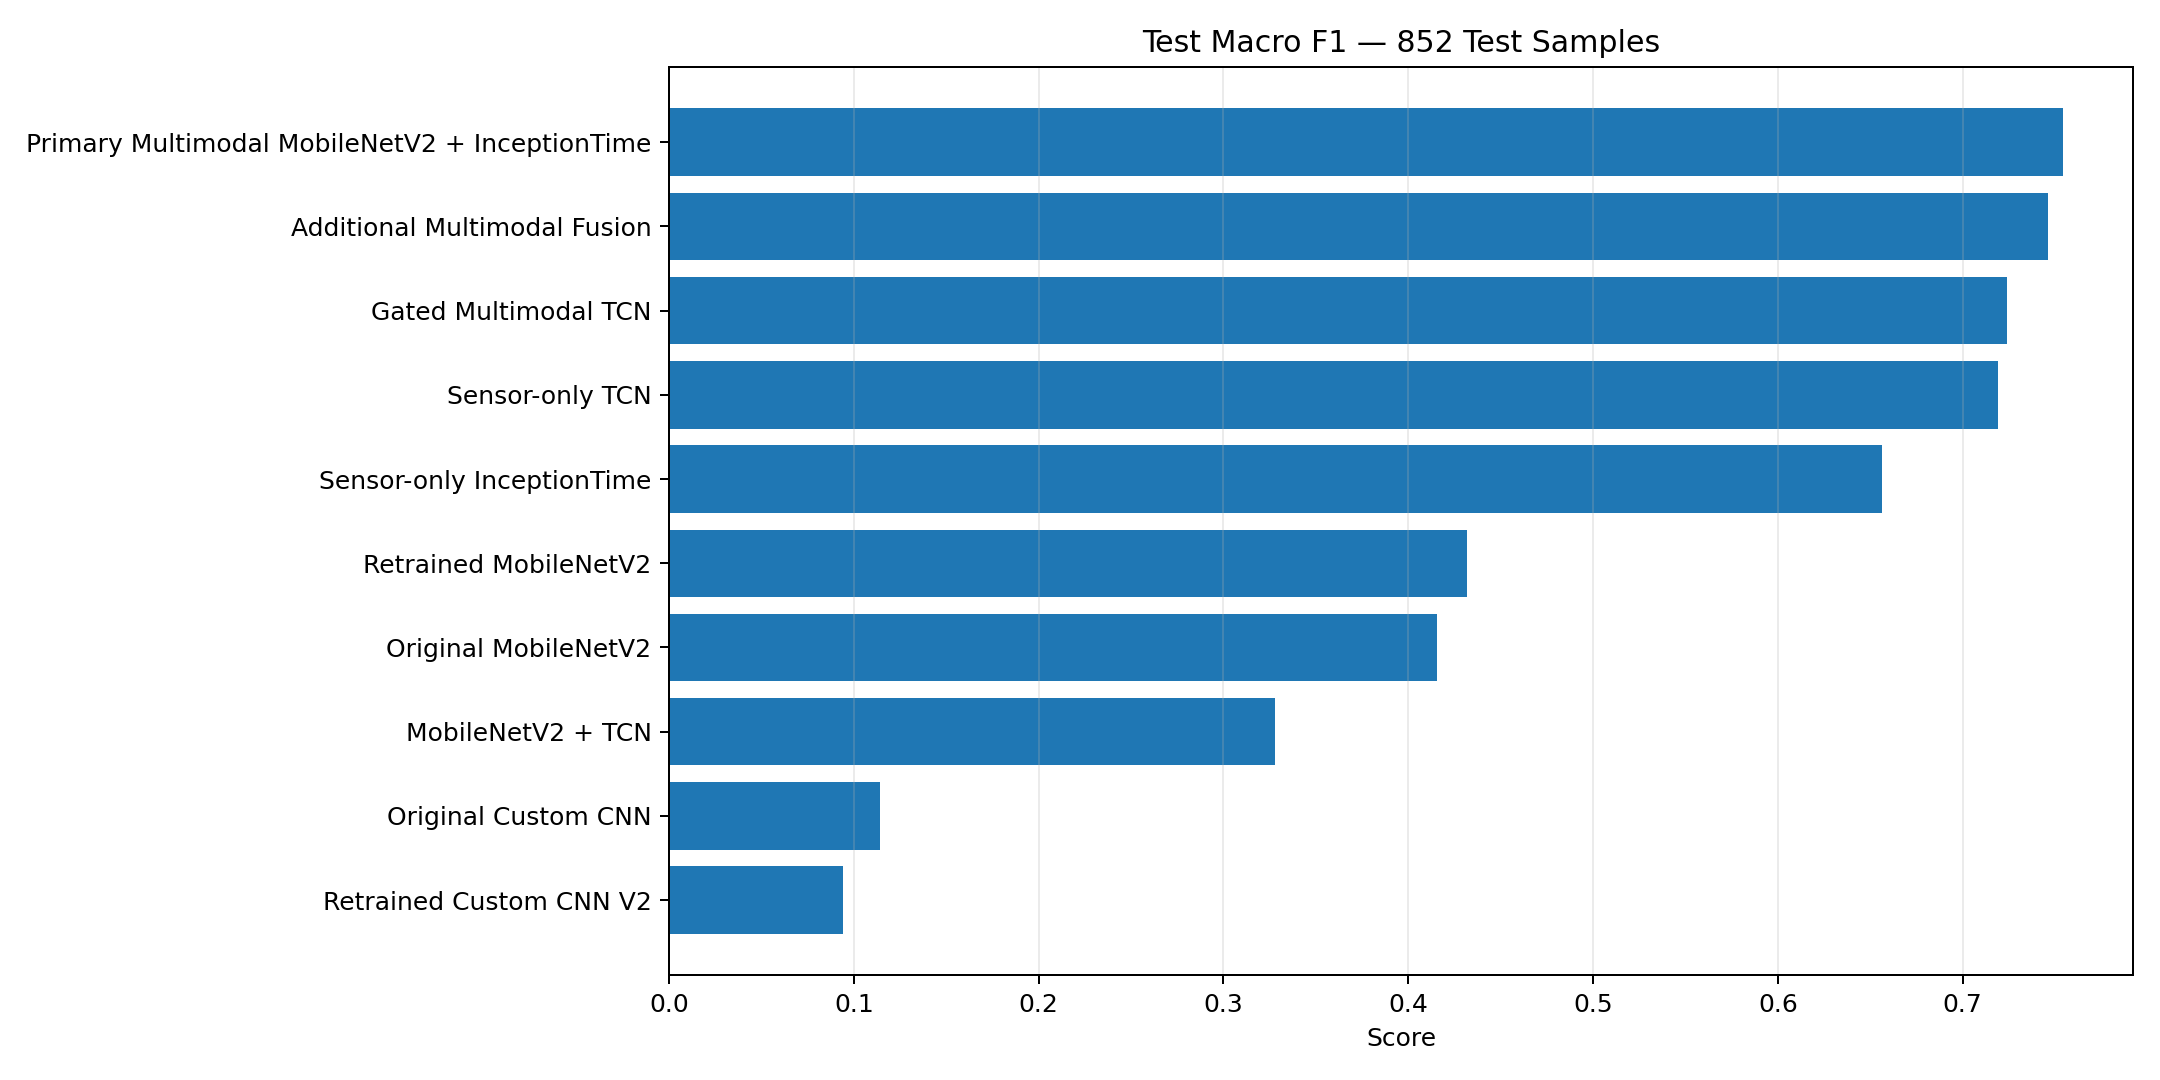 Test Macro F1 — 852 Test Samples
Primary Multimodal MobileNetV2 + InceptionTime
Additional Multimodal Fusion
Gated Multimodal TCN
Sensor-only TCN
Sensor-only InceptionTime
Retrained MobileNetV2
Original MobileNetV2
MobileNetV2 + TCN
Original Custom CNN
Retrained Custom CNN V2
0.0 0.1 0.2 0.3 0.4 0.5 0.6 0.7
Score